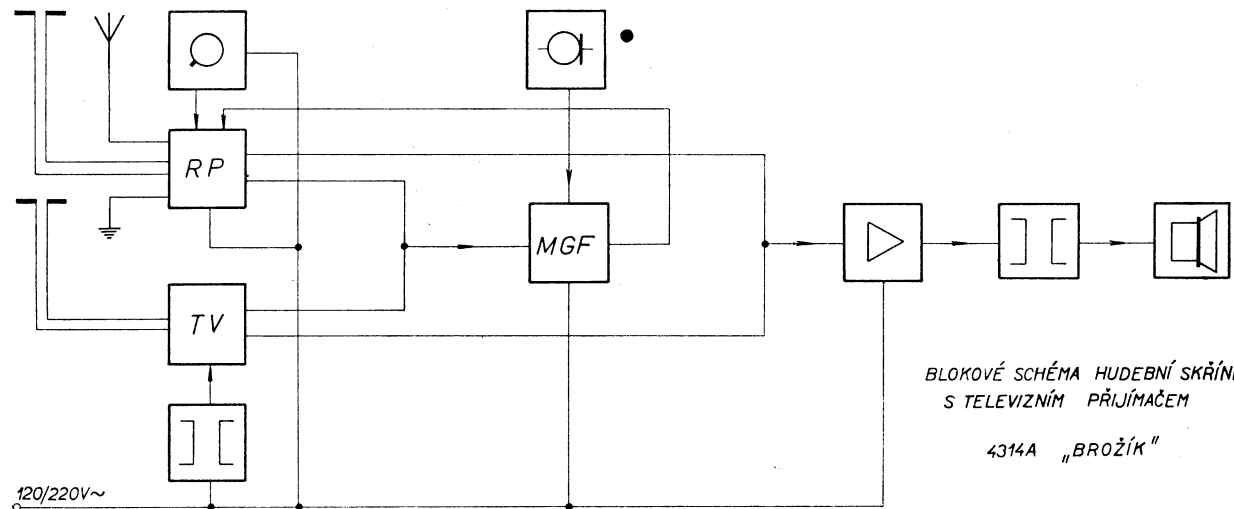 RP
MGF
TV
BLOKOVÉ SCHÉMA HUDEBNÍ SKŘÍN
S TELEVIZNÍM PŘIJÍMAČEM
4314A „BROŽÍK"
120/220V~